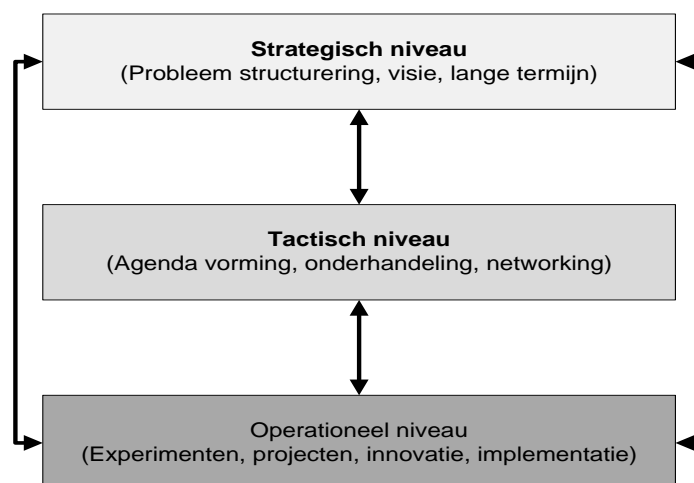 Strategisch niveau
(Probleem structurering, visie, lange termijn)
Tactisch niveau
(Agenda vorming, onderhandeling, networking)
Operationeel niveau
(Experimenten, projecten, innovatie, implementatie)